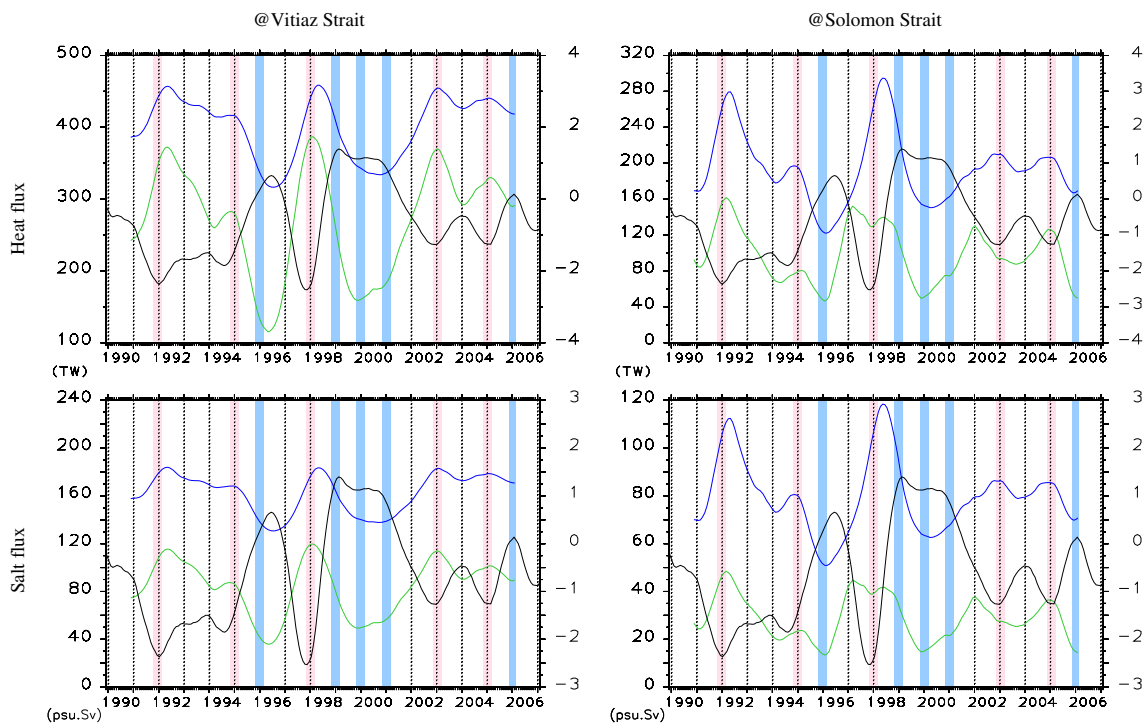 @Vitiaz Strait @Solomon Strait
500 4 320 4
280 3
400 2 240 2
200 1
300 0 160 0
120 −1
200 −2 80 −2
40 −3
100 −4 0 −4
Heat flux
1990 1992 1994 1996 1998 2000 2002 2004 2006 1990 1992 1994 1996 1998 2000 2002 2004 2006
(TW) (TW)
240 3 120 3
200 2 100 2
160 1 80 1
120 0 60 0
80 −1 40 −1
40 −2 20 −2
0 −3 0 −3
Salt flux
1990 1992 1994 1996 1998 2000 2002 2004 2006 1990 1992 1994 1996 1998 2000 2002 2004 2006
(psu.Sv) (psu.Sv)